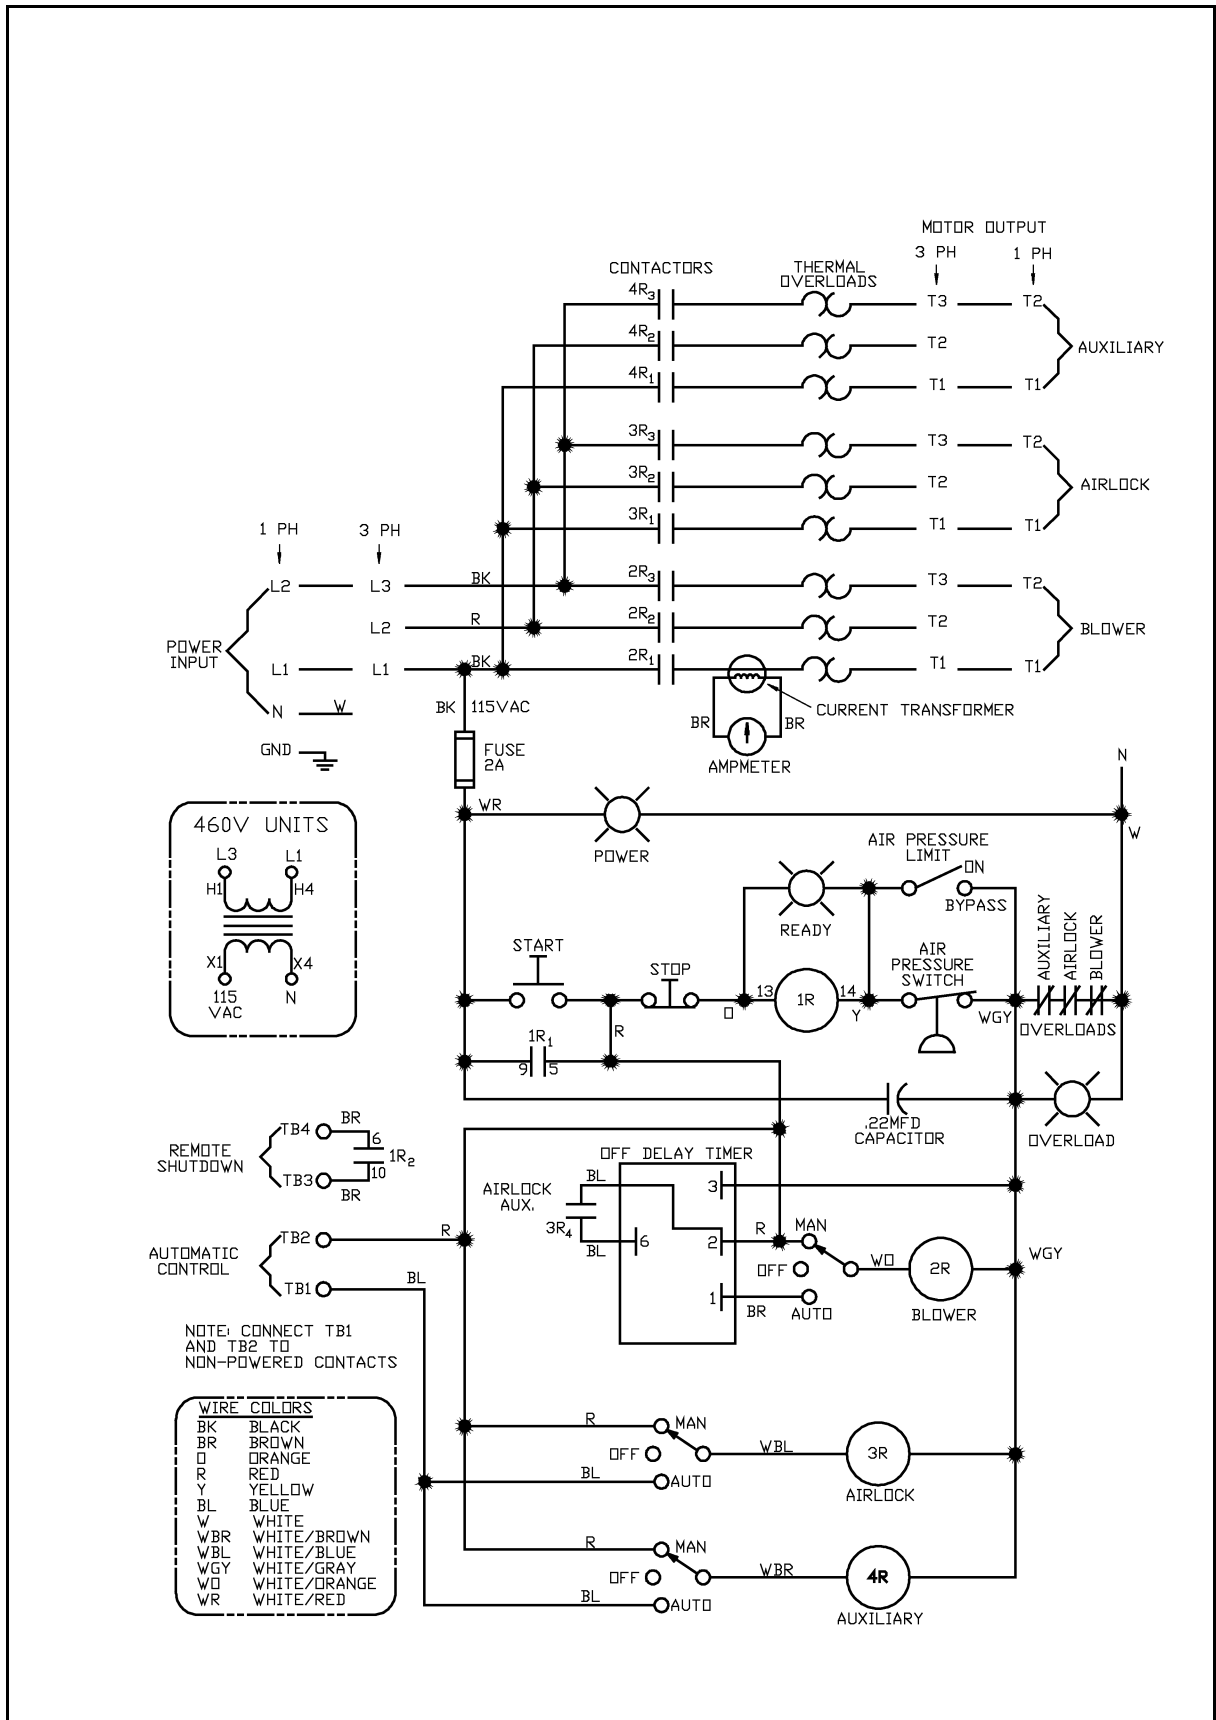 MOTOR OUTPUT
3 PH
1 PH
CONTACTORS
THERMAL
OVERLOADS
4R3
T3
T2
4R2
T2
AUXILIARY
4R1
T1
T1
3R3
T3
T2
3R2
T2
AIRLOCK
3R1
T1
T1
1 PH
3 PH
L2
L3
BK
2R3
T3
T2
L2
R
2R2
T2
BLOWER
POWER
INPUT
L1
L1
BK
2R1
T1
T1
N
W
BK
115VAC
BR
BR
CURRENT TRANSFORMER
GND
FUSE
2A
AMPMETER
N
WR
W
POWER
460V UNITS
L3
L1
H1
H4
X1
X4
115
VAC
N
AIR PRESSURE
LIMIT
ON
BYPASS
READY
START
STOP
AIR
PRESSURE
SWITCH
AUXILIARY
AIRLOCK
BLOWER
13
1R
14
O
Y
WGY
OVERLOADS
R
1R1
9
5
.22MFD
CAPACITOR
OVERLOAD
REMOTE
SHUTDOWN
TB4
BR
6
1R2
10
TB3
BR
OFF DELAY TIMER
AIRLOCK
AUX.
BL
3
3R4
BL
6
2
R
MAN
OFF
WO
2R
WGY
1
BR
AUTO
BLOWER
AUTOMATIC
CONTROL
TB2
R
TB1
BL
NOTE: CONNECT TB1
AND TB2 TO
NON-POWERED CONTACTS
WIRE COLORS
BK BLACK
BR BROWN
O ORANGE
R RED
Y YELLOW
BL BLUE
W WHITE
WBR WHITE/BROWN
WBL WHITE/BLUE
WGY WHITE/GRAY
WO WHITE/ORANGE
WR WHITE/RED
R
MAN
OFF
WBL
3R
BL
AUTO
AIRLOCK
R
MAN
OFF
WBR
4R
BL
AUTO
AUXILIARY